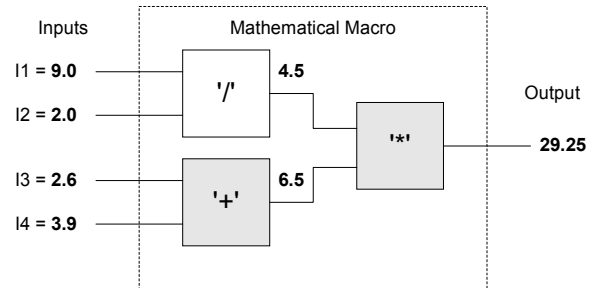 Inputs
Mathematical Macro
I1 = 9.0
I2 = 2.0
'/'
4.5
Output
'*'
29.25
I3 = 2.6
I4 = 3.9
'+'
6.5